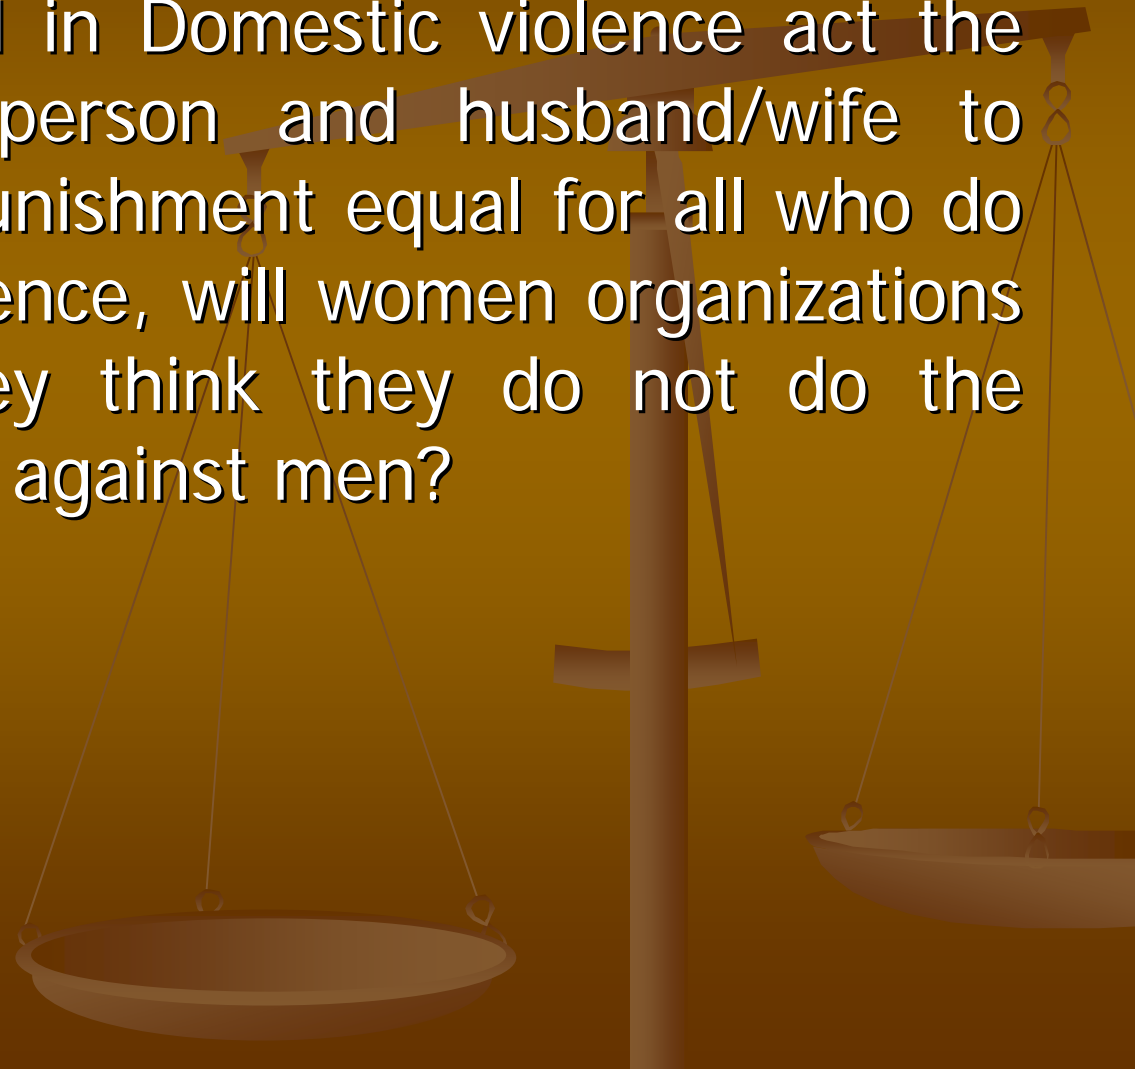 in Domestic violence act the
person and husband/wife to
unishment equal for all who do
ence, will women organizations
ey think they do not do the
against men?